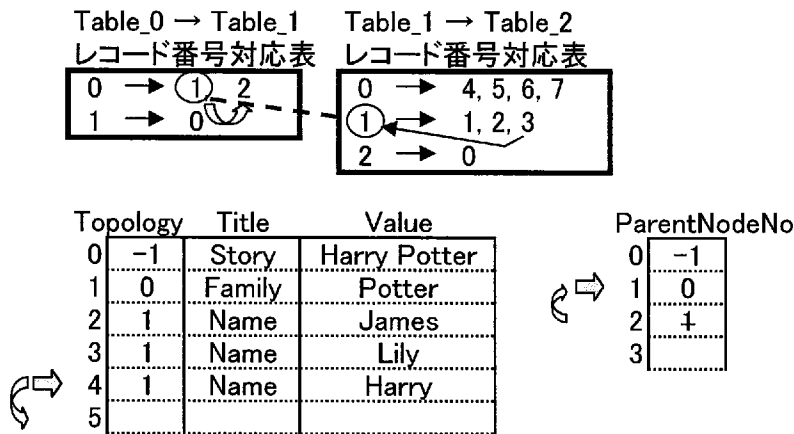 Table_0 → Table_1
レコード番号対応表
0 → 1 2
1 → 0
Table_1 → Table_2
レコード番号対応表
0 → 4, 5, 6, 7
1 → 1, 2, 3
2 → 0
Topology Title Value
0 -1 Story Harry Potter
1 0 Family Potter
2 1 Name James
3 1 Name Lily
4 1 Name Harry
5
ParentNodeNo
0 -1
1 0
2 1
3